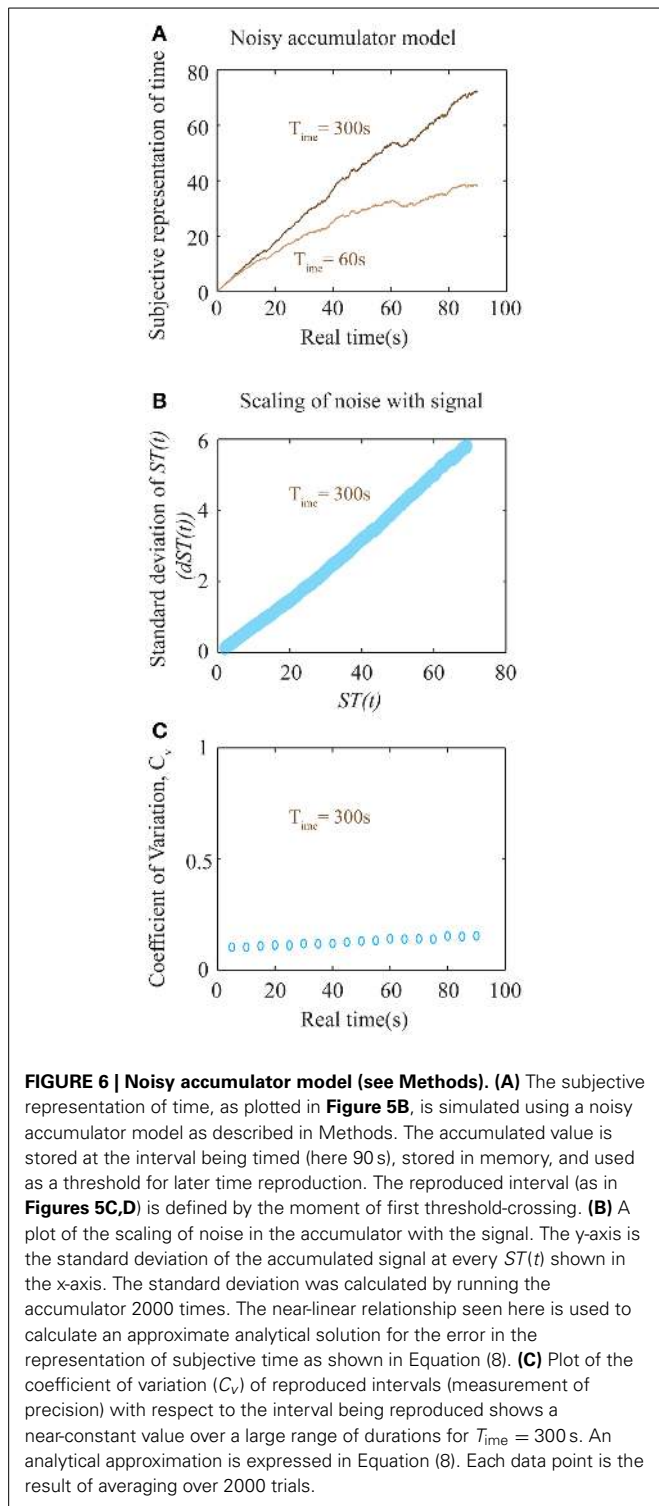 A
Noisy accumulator model
Subjective representation of time
80
60
40
20
0
T_ime = 300s
T_ime = 60s
0 20 40 60 80 100
Real time(s)
B
Scaling of noise with signal
Standard deviation of ST(t)
(dST(t))
6
4
2
0
T_ime = 300s
0 20 40 60 80
ST(t)
C
Coefficient of Variation, C_v
1
0.5
0
T_ime = 300s
0 20 40 60 80 100
Real time(s)
FIGURE 6 | Noisy accumulator model (see Methods). (A) The subjective
representation of time, as plotted in Figure 5B, is simulated using a noisy
accumulator model as described in Methods. The accumulated value is
stored at the interval being timed (here 90 s), stored in memory, and used
as a threshold for later time reproduction. The reproduced interval (as in
Figures 5C,D) is defined by the moment of first threshold-crossing. (B) A
plot of the scaling of noise in the accumulator with the signal. The y-axis is
the standard deviation of the accumulated signal at every ST(t) shown in
the x-axis. The standard deviation was calculated by running the
accumulator 2000 times. The near-linear relationship seen here is used to
calculate an approximate analytical solution for the error in the
representation of subjective time as shown in Equation (8). (C) Plot of the
coefficient of variation (C_v) of reproduced intervals (measurement of
precision) with respect to the interval being reproduced shows a
near-constant value over a large range of durations for T_ime = 300 s. An
analytical approximation is expressed in Equation (8). Each data point is the
result of averaging over 2000 trials.